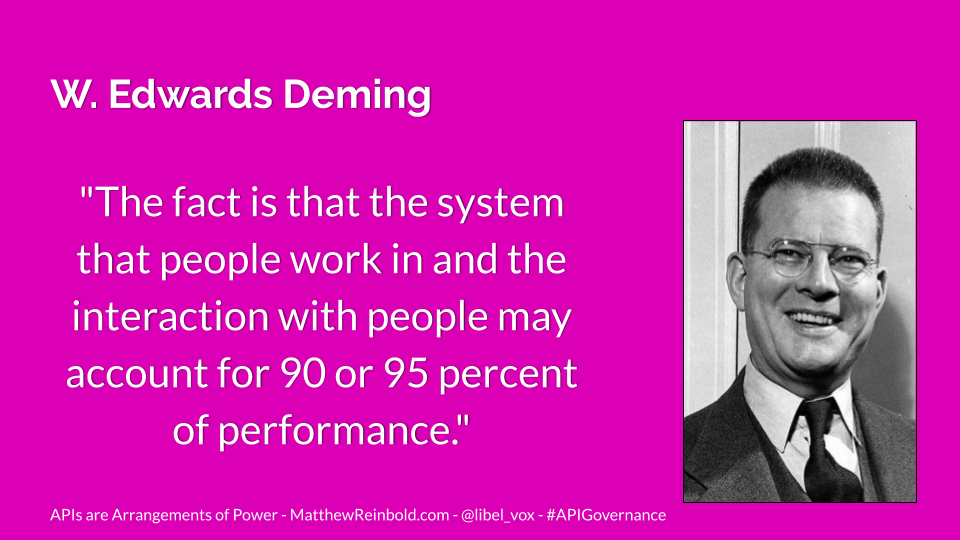 W. Edwards Deming
"The fact is that the system
that people work in and the
interaction with people may
account for 90 or 95 percent
of performance."
APIs are Arrangements of Power - MatthewReinbold.com - @libel_vox - #APIGovernance